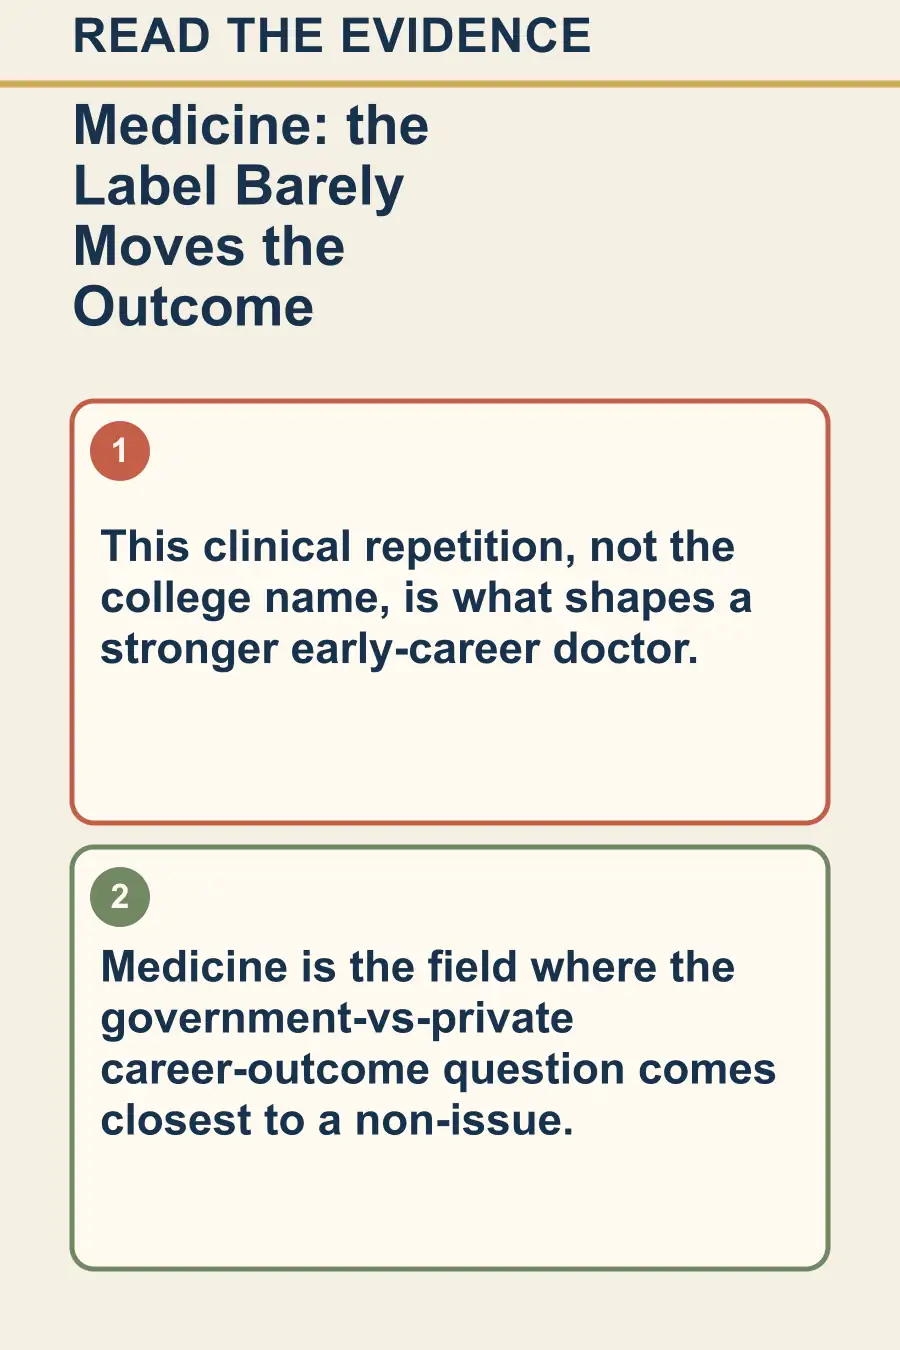 READ THE EVIDENCE
Medicine: the
Label Barely
Moves the
Outcome
1
This clinical repetition, not the
college name, is what shapes a
stronger early-career doctor.
2
Medicine is the field where the
government-vs-private
career-outcome question comes
closest to a non-issue.